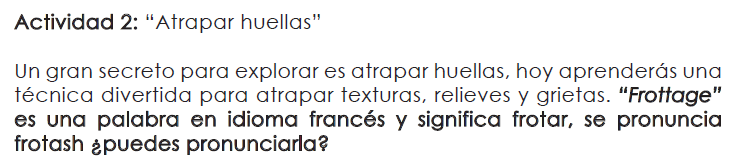 Actividad 2: “Atrapar huellas”
Un gran secreto para explorar es atrapar huellas, hoy aprenderás una
técnica divertida para atrapar texturas, relieves y grietas. “Frottage”
es una palabra en idioma francés y significa frotar, se pronuncia
frotash ¿puedes pronunciarla?